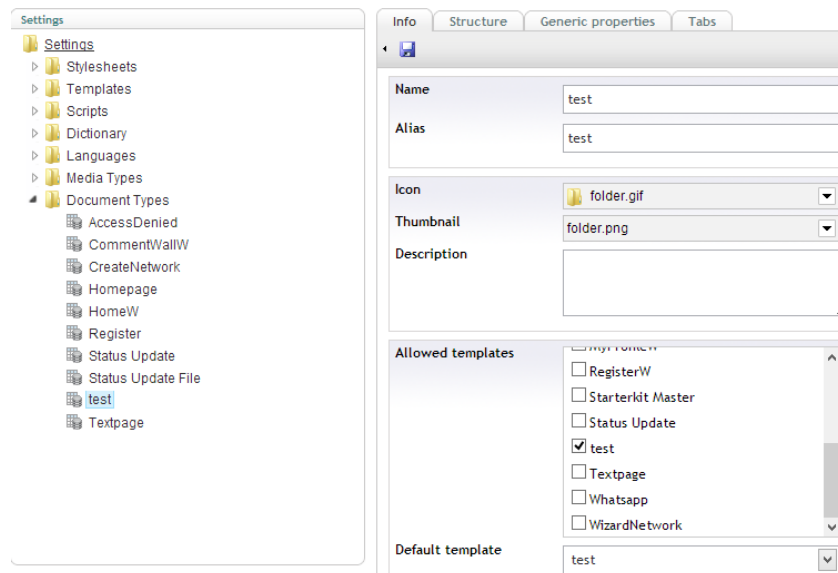 Settings
Settings
Stylesheets
Templates
Scripts
Dictionary
Languages
Media Types
Document Types
AccessDenied
CommentWallW
CreateNetwork
Homepage
HomeW
Register
Status Update
Status Update File
test
Textpage
Info Structure Generic properties Tabs
Name test
Alias test
Icon folder.gif
Thumbnail folder.png
Description
Allowed templates
RegisterW
Starterkit Master
Status Update
test
Textpage
Whatsapp
WizardNetwork
Default template test